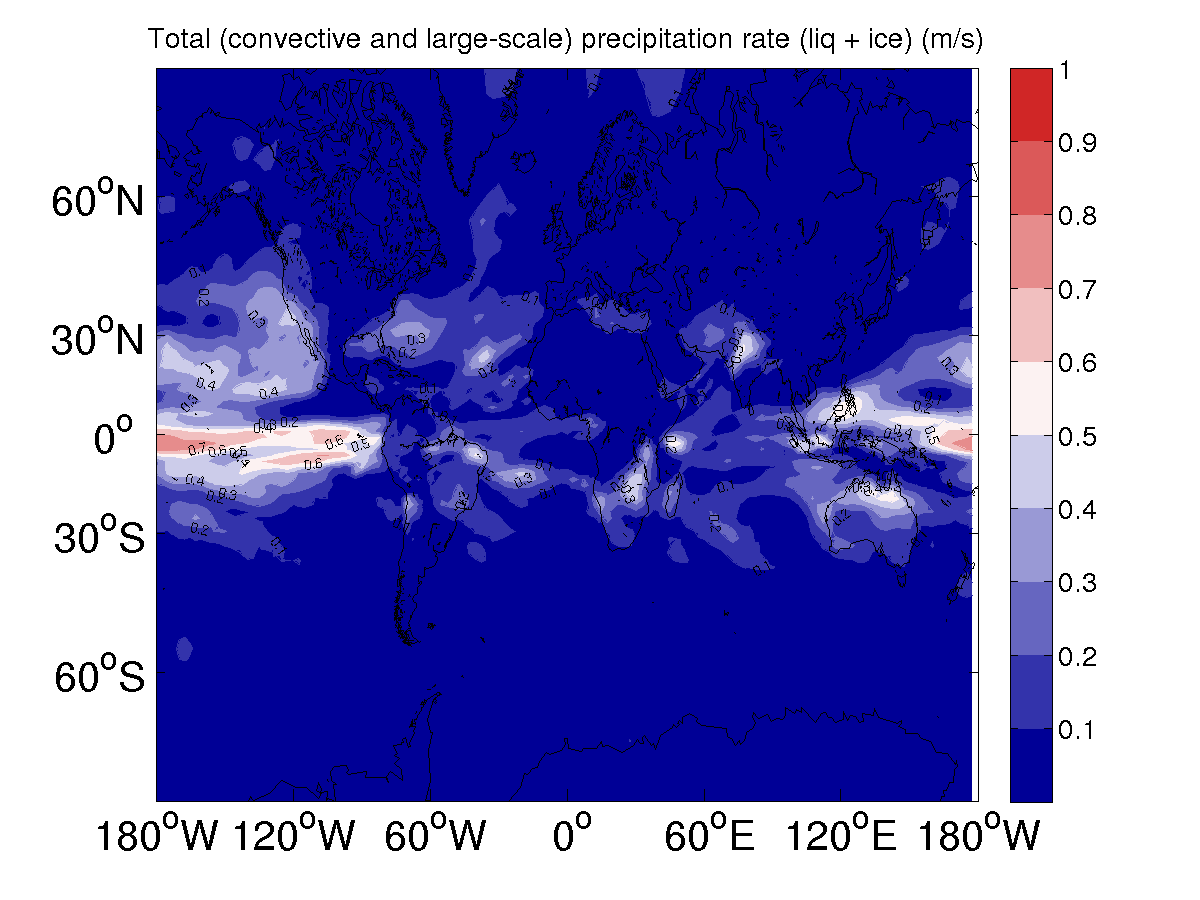 Total (convective and large-scale) precipitation rate (liq + ice) (m/s)
1
0.9
0.8
0.7
0.6
0.5
0.4
0.3
0.2
0.1
60°N
30°N
0°
30°S
60°S
180°W 120°W 60°W 0° 60°E 120°E 180°W